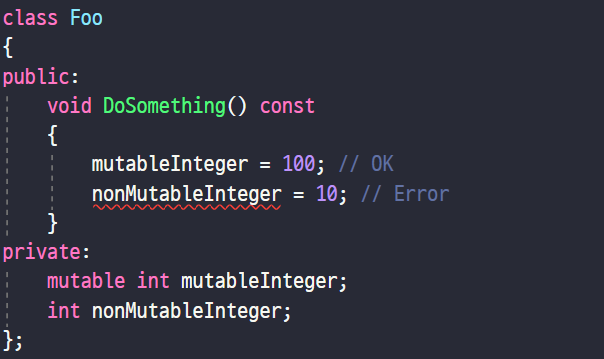 class Foo
{
public:
    void DoSomething() const
    {
        mutableInteger = 100; // OK
        nonMutableInteger = 10; // Error
    }
private:
    mutable int mutableInteger;
    int nonMutableInteger;
};